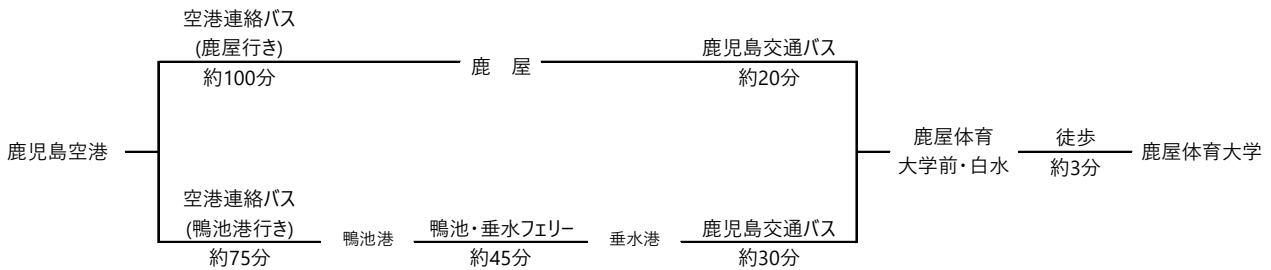 空港連絡バス
(鹿屋行き)
約100分
鹿　屋
鹿児島交通バス
約20分
鹿児島空港
鹿屋体育
大学前・白水
徒歩
約3分
鹿屋体育大学
空港連絡バス
(鴨池港行き)
約75分
鴨池港
鴨池・垂水フェリー
約45分
垂水港
鹿児島交通バス
約30分